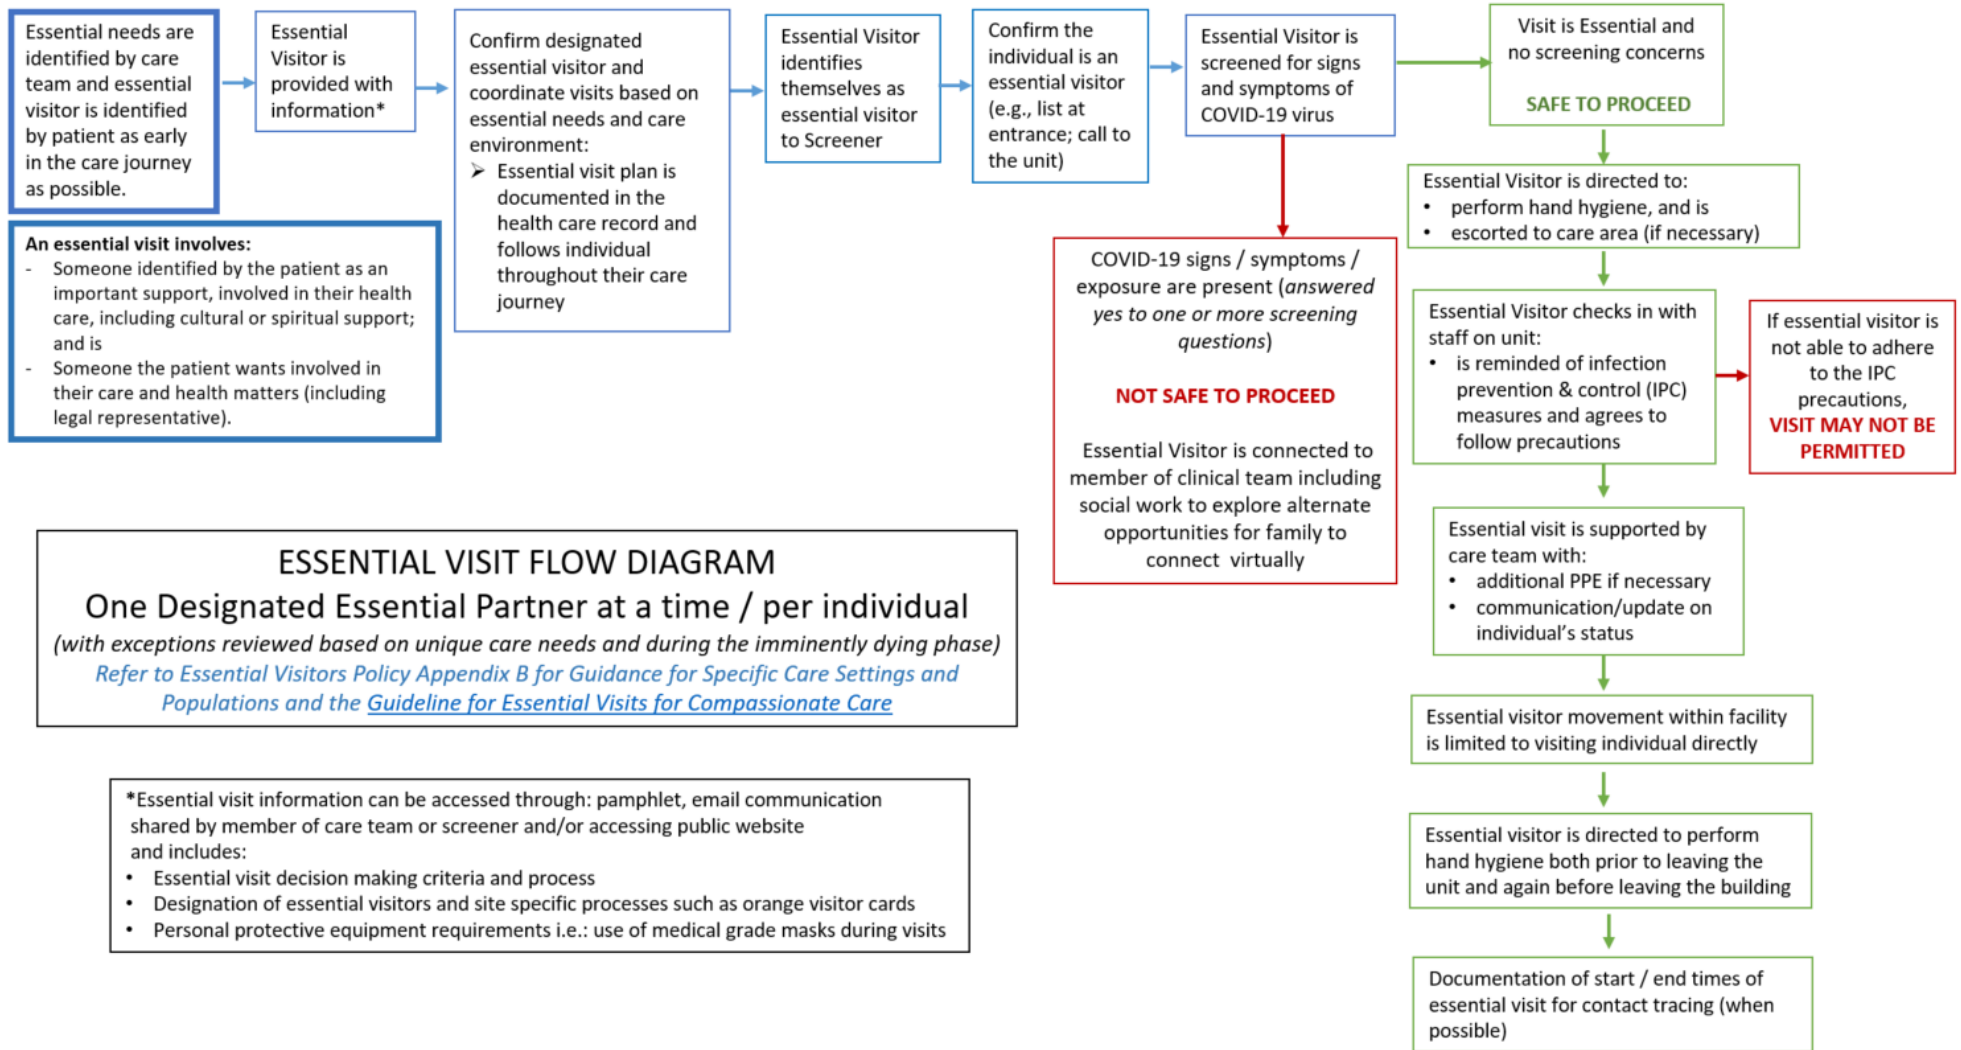 Essential needs are
identified by care
team and essential
visitor is identified
by patient as early
in the care journey
as possible.
Essential
Visitor is
provided with
information*
Confirm designated
essential visitor and
coordinate visits based on
essential needs and care
environment:
➢ Essential visit plan is
documented in the
health care record and
follows individual
throughout their care
journey
Essential Visitor
identifies
themselves as
essential visitor
to Screener
Confirm the
individual is an
essential visitor
(e.g., list at
entrance; call to
the unit)
Essential Visitor is
screened for signs
and symptoms of
COVID-19 virus
Visit is Essential and
no screening concerns
SAFE TO PROCEED
An essential visit involves:
- Someone identified by the patient as an
important support, involved in their health
care, including cultural or spiritual support;
and is
- Someone the patient wants involved in
their care and health matters (including
legal representative).
COVID-19 signs / symptoms /
exposure are present (answered
yes to one or more screening
questions)
NOT SAFE TO PROCEED
Essential Visitor is connected to
member of clinical team including
social work to explore alternate
opportunities for family to
connect virtually
Essential Visitor is directed to:
• perform hand hygiene, and is
• escorted to care area (if necessary)
Essential Visitor checks in with
staff on unit:
• is reminded of infection
prevention & control (IPC)
measures and agrees to
follow precautions
If essential visitor is
not able to adhere
to the IPC
precautions,
VISIT MAY NOT BE
PERMITTED
Essential visit is supported by
care team with:
• additional PPE if necessary
• communication/update on
individual's status
Essential visitor movement within facility
is limited to visiting individual directly
Essential visitor is directed to perform
hand hygiene both prior to leaving the
unit and again before leaving the building
Documentation of start / end times of
essential visit for contact tracing (when
possible)
ESSENTIAL VISIT FLOW DIAGRAM
One Designated Essential Partner at a time / per individual
(with exceptions reviewed based on unique care needs and during the imminently dying phase)
Refer to Essential Visitors Policy Appendix B for Guidance for Specific Care Settings and
Populations and the Guideline for Essential Visits for Compassionate Care
*Essential visit information can be accessed through: pamphlet, email communication
shared by member of care team or screener and/or accessing public website
and includes:
• Essential visit decision making criteria and process
• Designation of essential visitors and site specific processes such as orange visitor cards
• Personal protective equipment requirements i.e.: use of medical grade masks during visits